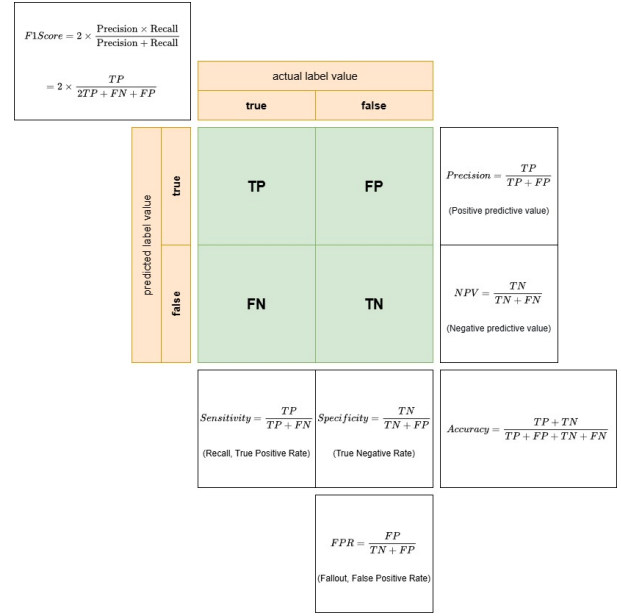 F1Score = 2 × Precision × Recall / Precision + Recall
= 2 × TP / 2TP + FN + FP
actual label value
true false
predicted label value
true
TP FP
Precision = TP / TP + FP
(Positive predictive value)
false
FN TN
NPV = TN / TN + FN
(Negative predictive value)
Sensitivity = TP / TP + FN
(Recall, True Positive Rate)
Specificity = TN / TN + FP
(True Negative Rate)
Accuracy = TP + TN / TP + FP + TN + FN
FPR = FP / TN + FP
(Fallout, False Positive Rate)